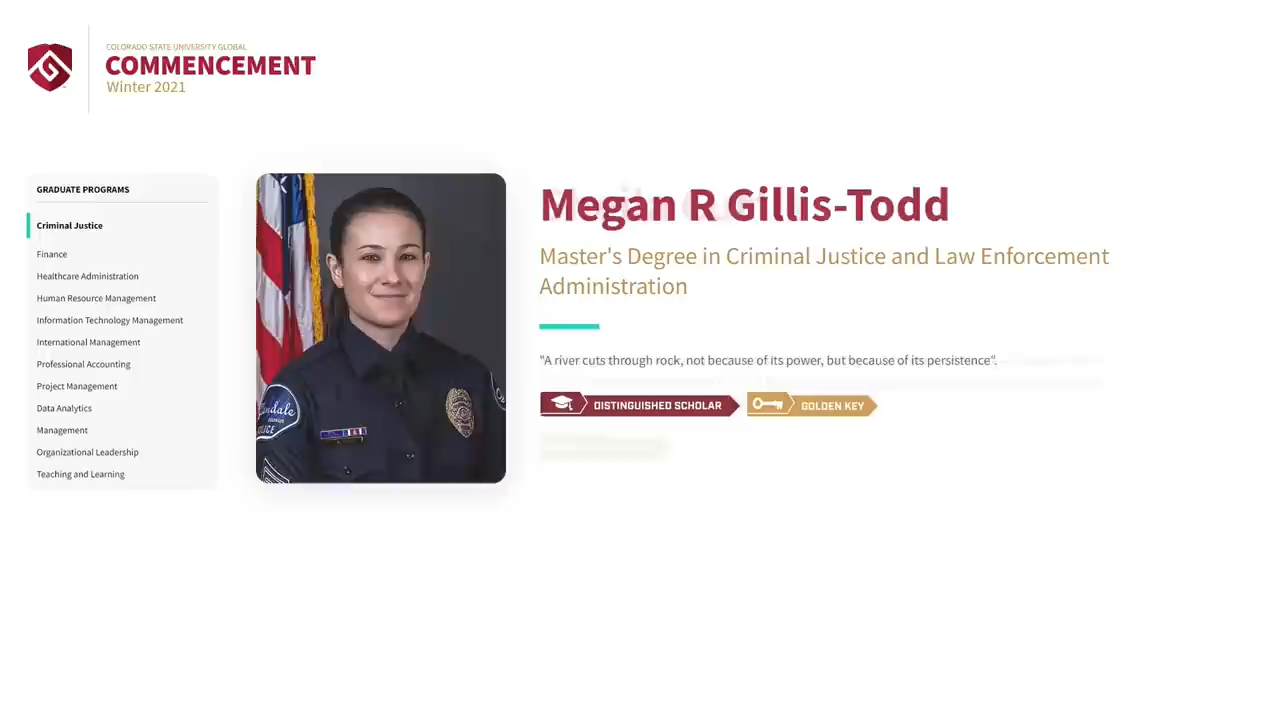 COLORADO STATE UNIVERSITY GLOBAL
COMMENCEMENT
Winter 2021
GRADUATE PROGRAMS
Criminal Justice
Finance
Healthcare Administration
Human Resource Management
Information Technology Management
International Management
Professional Accounting
Project Management
Data Analytics
Management
Organizational Leadership
Teaching and Learning
Megan R Gillis-Todd
Master's Degree in Criminal Justice and Law Enforcement
Administration
"A river cuts through rock, not because of its power, but because of its persistence".
DISTINGUISHED SCHOLAR
GOLDEN KEY